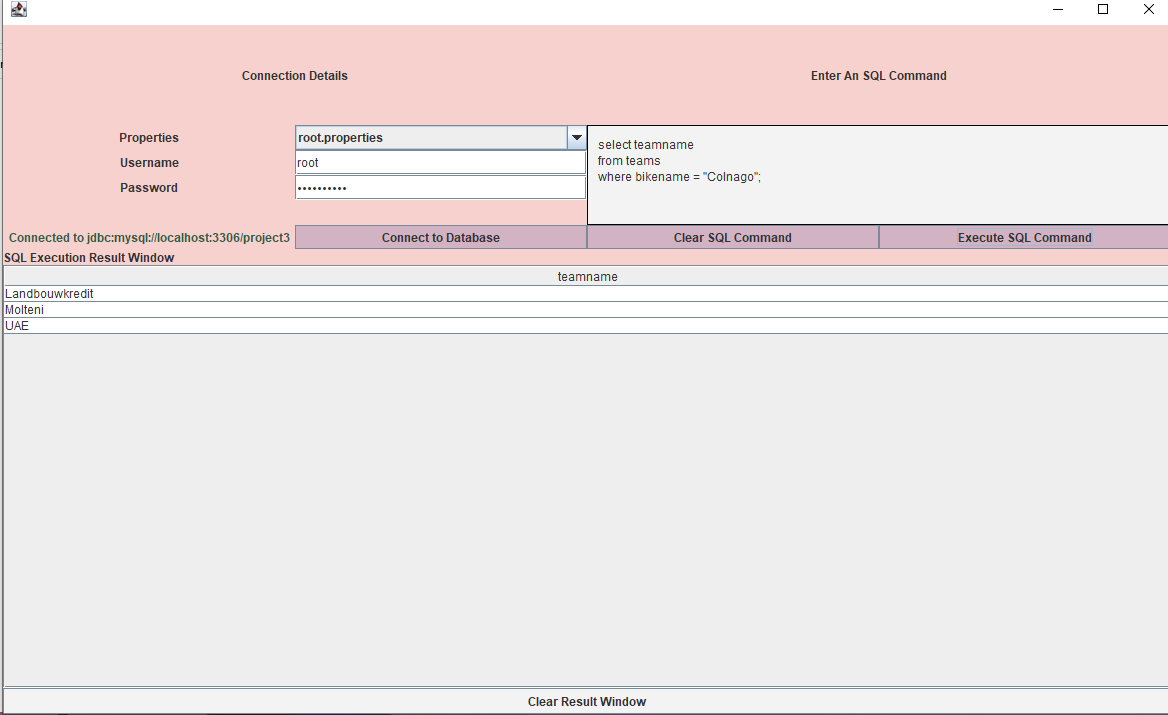 Connection Details
Enter An SQL Command
Properties
root.properties
Username
root
Password
••••••••••
select teamname
from teams
where bikename = "Colnago";
Connected to jdbc:mysql://localhost:3306/project3
Connect to Database
Clear SQL Command
Execute SQL Command
SQL Execution Result Window
teamname
Landbouwkredit
Molteni
UAE
Clear Result Window